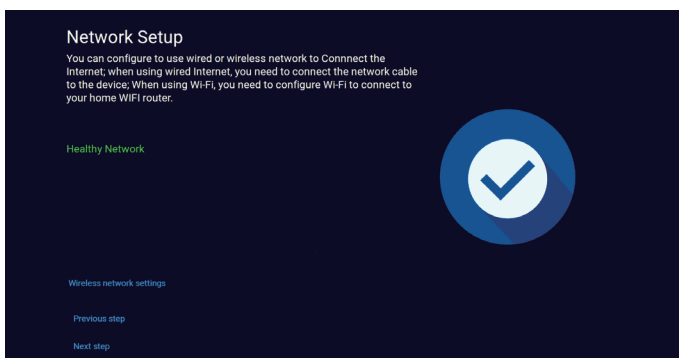 Network Setup
You can configure to use wired or wireless network to Connnect the
Internet; when using wired Internet, you need to connect the network cable
to the device; When using Wi-Fi, you need to configure Wi-Fi to connect to
your home WIFI router.
Healthy Network
Wireless network settings
Previous step
Next step